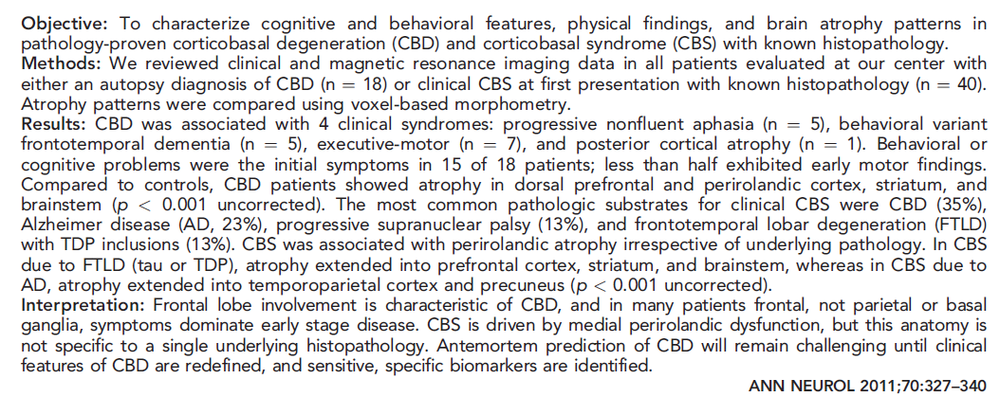 Objective: To characterize cognitive and behavioral features, physical findings, and brain atrophy patterns in
pathology-proven corticobasal degeneration (CBD) and corticobasal syndrome (CBS) with known histopathology.
Methods: We reviewed clinical and magnetic resonance imaging data in all patients evaluated at our center with
either an autopsy diagnosis of CBD (n = 18) or clinical CBS at first presentation with known histopathology (n = 40).
Atrophy patterns were compared using voxel-based morphometry.
Results: CBD was associated with 4 clinical syndromes: progressive nonfluent aphasia (n = 5), behavioral variant
frontotemporal dementia (n = 5), executive-motor (n = 7), and posterior cortical atrophy (n = 1). Behavioral or
cognitive problems were the initial symptoms in 15 of 18 patients; less than half exhibited early motor findings.
Compared to controls, CBD patients showed atrophy in dorsal prefrontal and perirolandic cortex, striatum, and
brainstem (p < 0.001 uncorrected). The most common pathologic substrates for clinical CBS were CBD (35%),
Alzheimer disease (AD, 23%), progressive supranuclear palsy (13%), and frontotemporal lobar degeneration (FTLD)
with TDP inclusions (13%). CBS was associated with perirolandic atrophy irrespective of underlying pathology. In CBS
due to FTLD (tau or TDP), atrophy extended into prefrontal cortex, striatum, and brainstem, whereas in CBS due to
AD, atrophy extended into temporoparietal cortex and precuneus (p < 0.001 uncorrected).
Interpretation: Frontal lobe involvement is characteristic of CBD, and in many patients frontal, not parietal or basal
ganglia, symptoms dominate early stage disease. CBS is driven by medial perirolandic dysfunction, but this anatomy is
not specific to a single underlying histopathology. Antemortem prediction of CBD will remain challenging until clinical
features of CBD are redefined, and sensitive, specific biomarkers are identified.
ANN NEUROL 2011;70:327–340